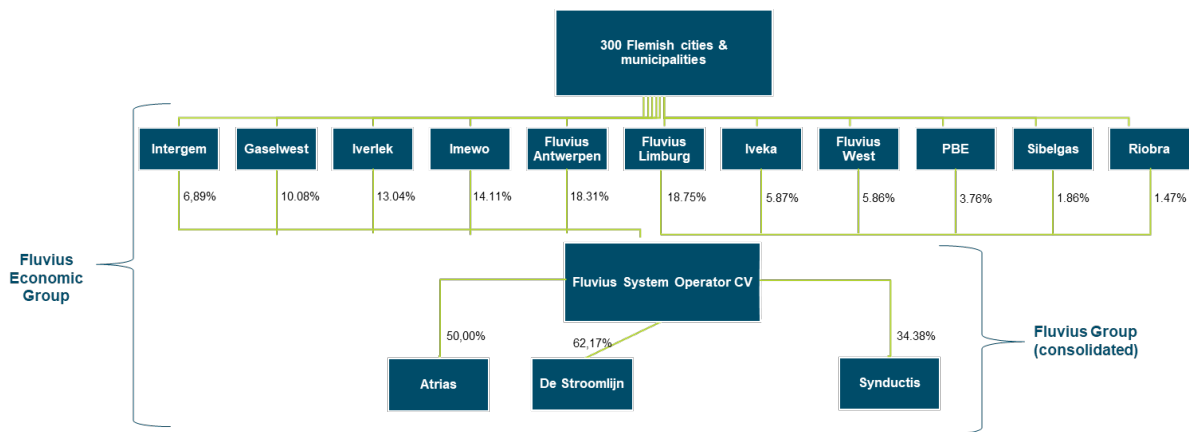 300 Flemish cities &
municipalities
Intergem
Gaselwest
Iverlek
Imewo
Fluvius
Antwerpen
Fluvius
Limburg
Iveka
Fluvius
West
PBE
Sibelgas
Riobra
6,89%
10.08%
13.04%
14.11%
18.31%
18.75%
5.87%
5.86%
3.76%
1.86%
1.47%
Fluvius
Economic
Group
Fluvius System Operator CV
50,00%
62,17%
34.38%
Fluvius Group
(consolidated)
Atrias
De Stroomlijn
Synductis